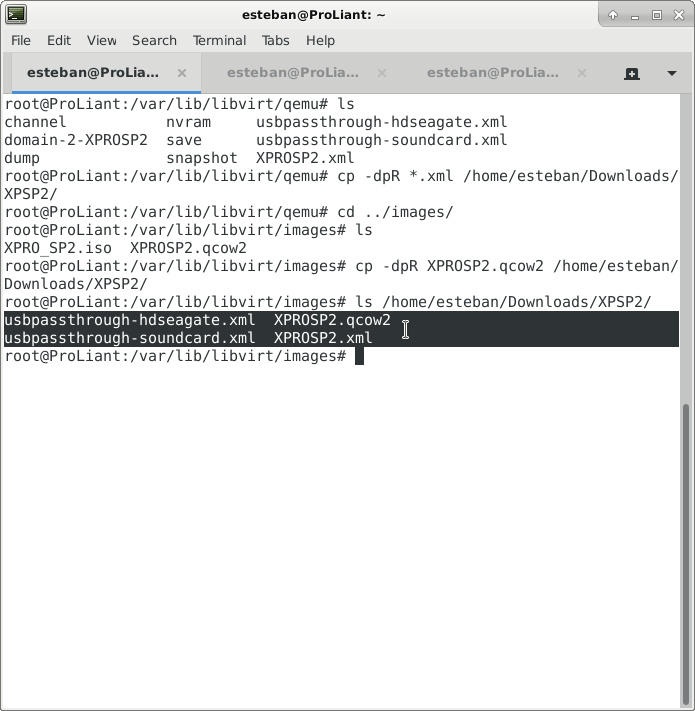 esteban@ProLiant: ~
File Edit View Search Terminal Tabs Help
esteban@ProLia... × esteban@ProLia... × esteban@ProLia... ×
root@ProLiant:/var/lib/libvirt/qemu# ls
channel nvram usbpassthrough-hdseagate.xml
domain-2-XPROSP2 save usbpassthrough-soundcard.xml
dump snapshot XPROSP2.xml
root@ProLiant:/var/lib/libvirt/qemu# cp -dpR *.xml /home/esteban/Downloads/
XPSP2/
root@ProLiant:/var/lib/libvirt/qemu# cd ../images/
root@ProLiant:/var/lib/libvirt/images# ls
XPRO_SP2.iso XPROSP2.qcow2
root@ProLiant:/var/lib/libvirt/images# cp -dpR XPROSP2.qcow2 /home/esteban/
Downloads/XPSP2/
root@ProLiant:/var/lib/libvirt/images# ls /home/esteban/Downloads/XPSP2/
usbpassthrough-hdseagate.xml XPROSP2.qcow2
usbpassthrough-soundcard.xml XPROSP2.xml
root@ProLiant:/var/lib/libvirt/images#